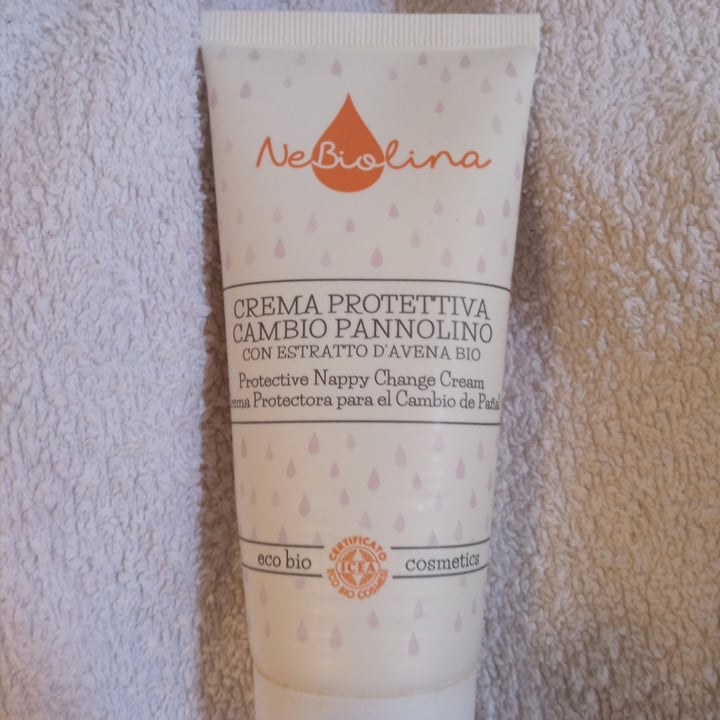 NeBiolina
CREMA PROTETTIVA
CAMBIO PANNOLINO
CON ESTRATTO D'AVENA BIO
Protective Nappy Change Cream
ema Protectora para el Cambio de Pañal
eco bio
CERTIFICATO
ICEA
ECO BIO COSMESI
cosmetics